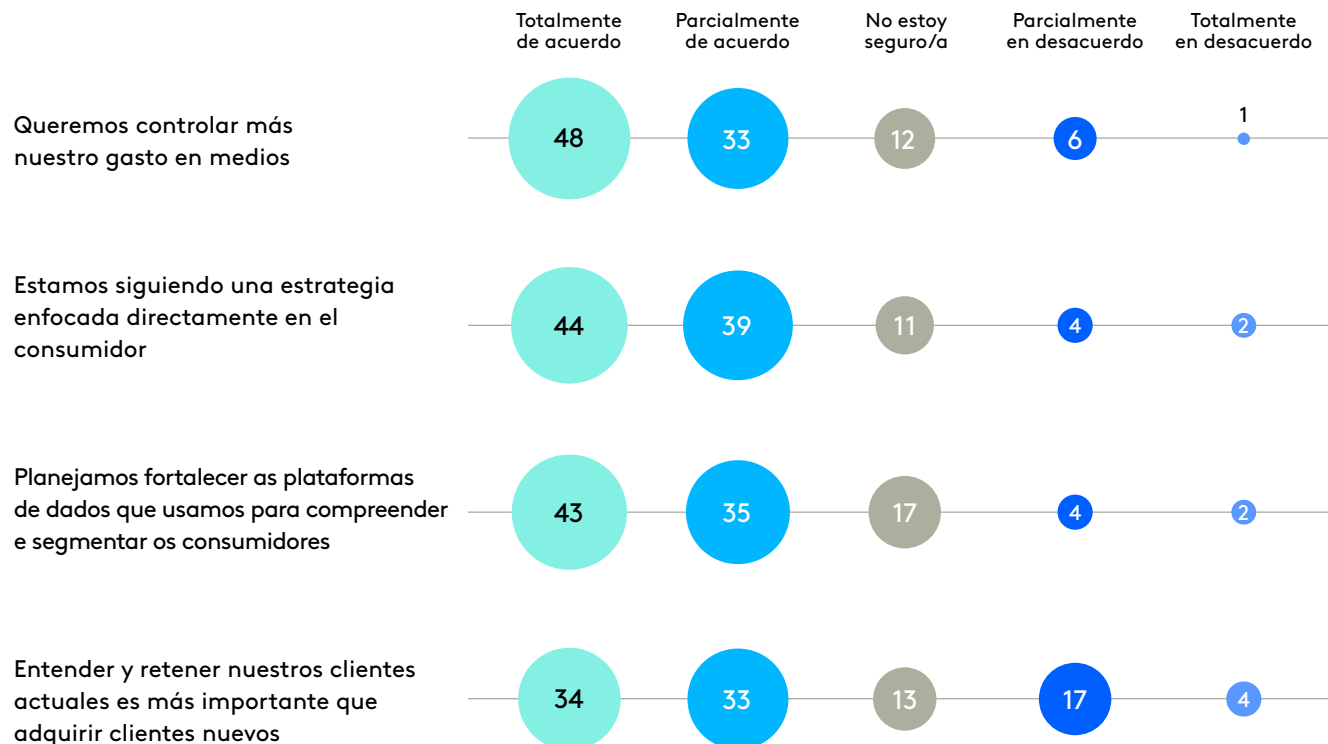 Totalmente
de acuerdo
Parcialmente
de acuerdo
No estoy
seguro/a
Parcialmente
en desacuerdo
Totalmente
en desacuerdo
Queremos controlar más
nuestro gasto en medios
48
33
12
6
1
Estamos siguiendo una estrategia
enfocada directamente en el
consumidor
44
39
11
4
2
Planejamos fortalecer as plataformas
de dados que usamos para compreender
e segmentar os consumidores
43
35
17
4
2
Entender y retener nuestros clientes
actuales es más importante que
adquirir clientes nuevos
34
33
13
17
4